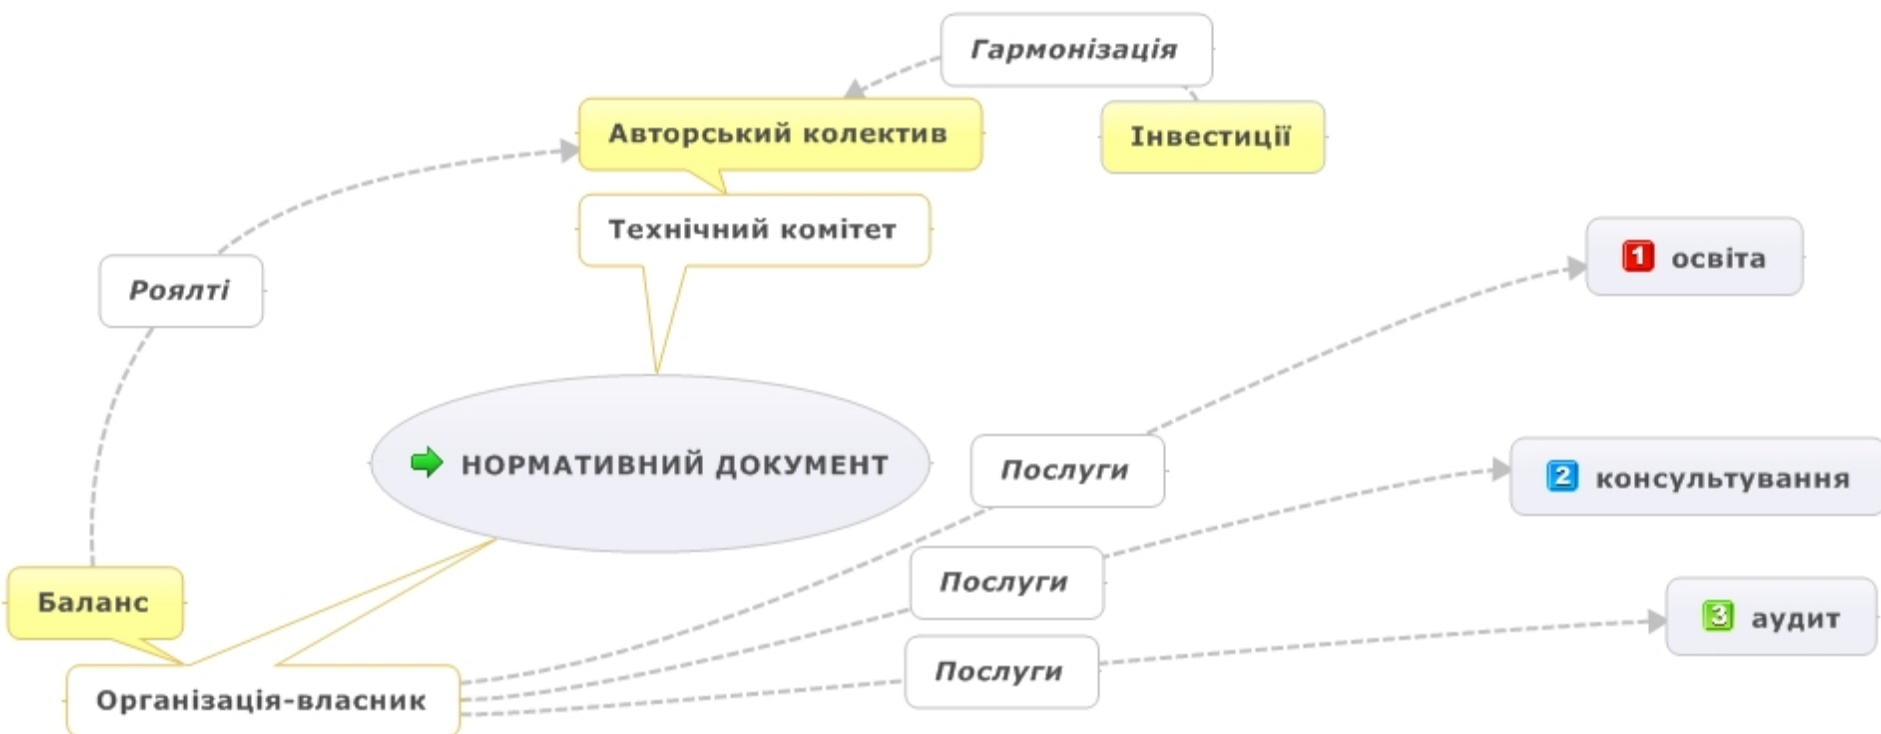 Гармонізація
Авторський колектив
Інвестиції
Технічний комітет
1 освіта
Роялті
НОРМАТИВНИЙ ДОКУМЕНТ
Послуги
2 консультування
Послуги
Баланс
3 аудит
Послуги
Організація-власник